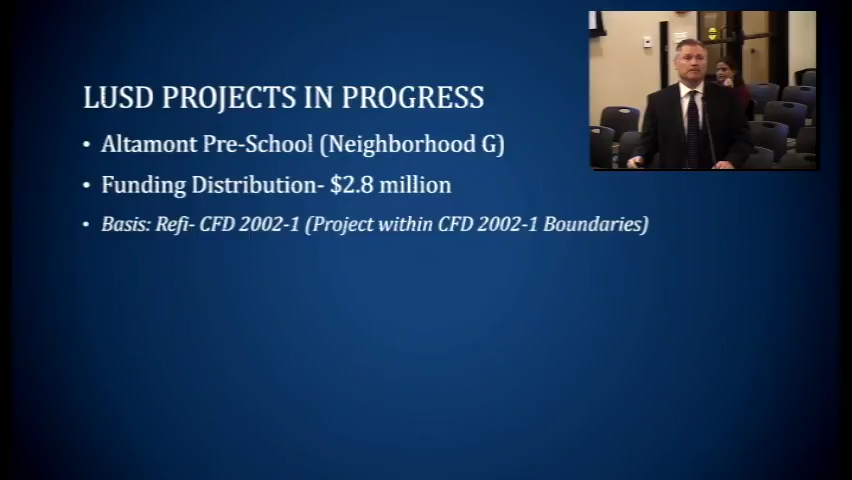 LUSD PROJECTS IN PROGRESS
• Altamont Pre-School (Neighborhood G)
• Funding Distribution- $2.8 million
• Basis: Refi- CFD 2002-1 (Project within CFD 2002-1 Boundaries)